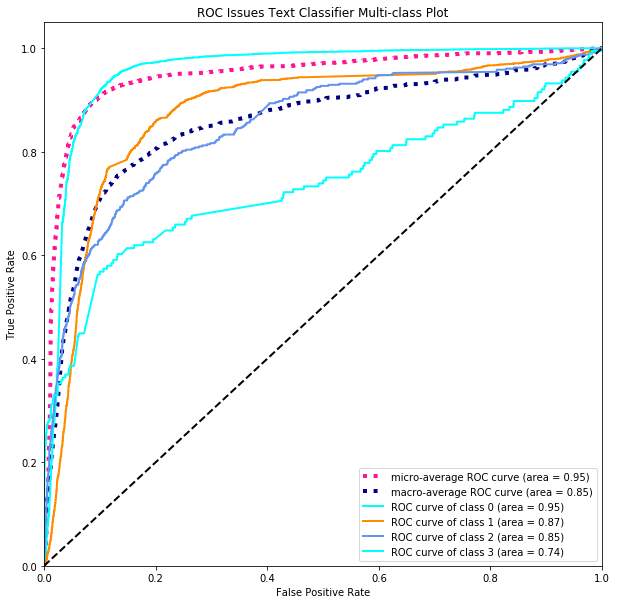 ROC Issues Text Classifier Multi-class Plot
1.0
0.8
0.6
0.4
0.2
0.0
True Positive Rate
micro-average ROC curve (area = 0.95)
macro-average ROC curve (area = 0.85)
ROC curve of class 0 (area = 0.95)
ROC curve of class 1 (area = 0.87)
ROC curve of class 2 (area = 0.85)
ROC curve of class 3 (area = 0.74)
0.0 0.2 0.4 0.6 0.8 1.0
False Positive Rate